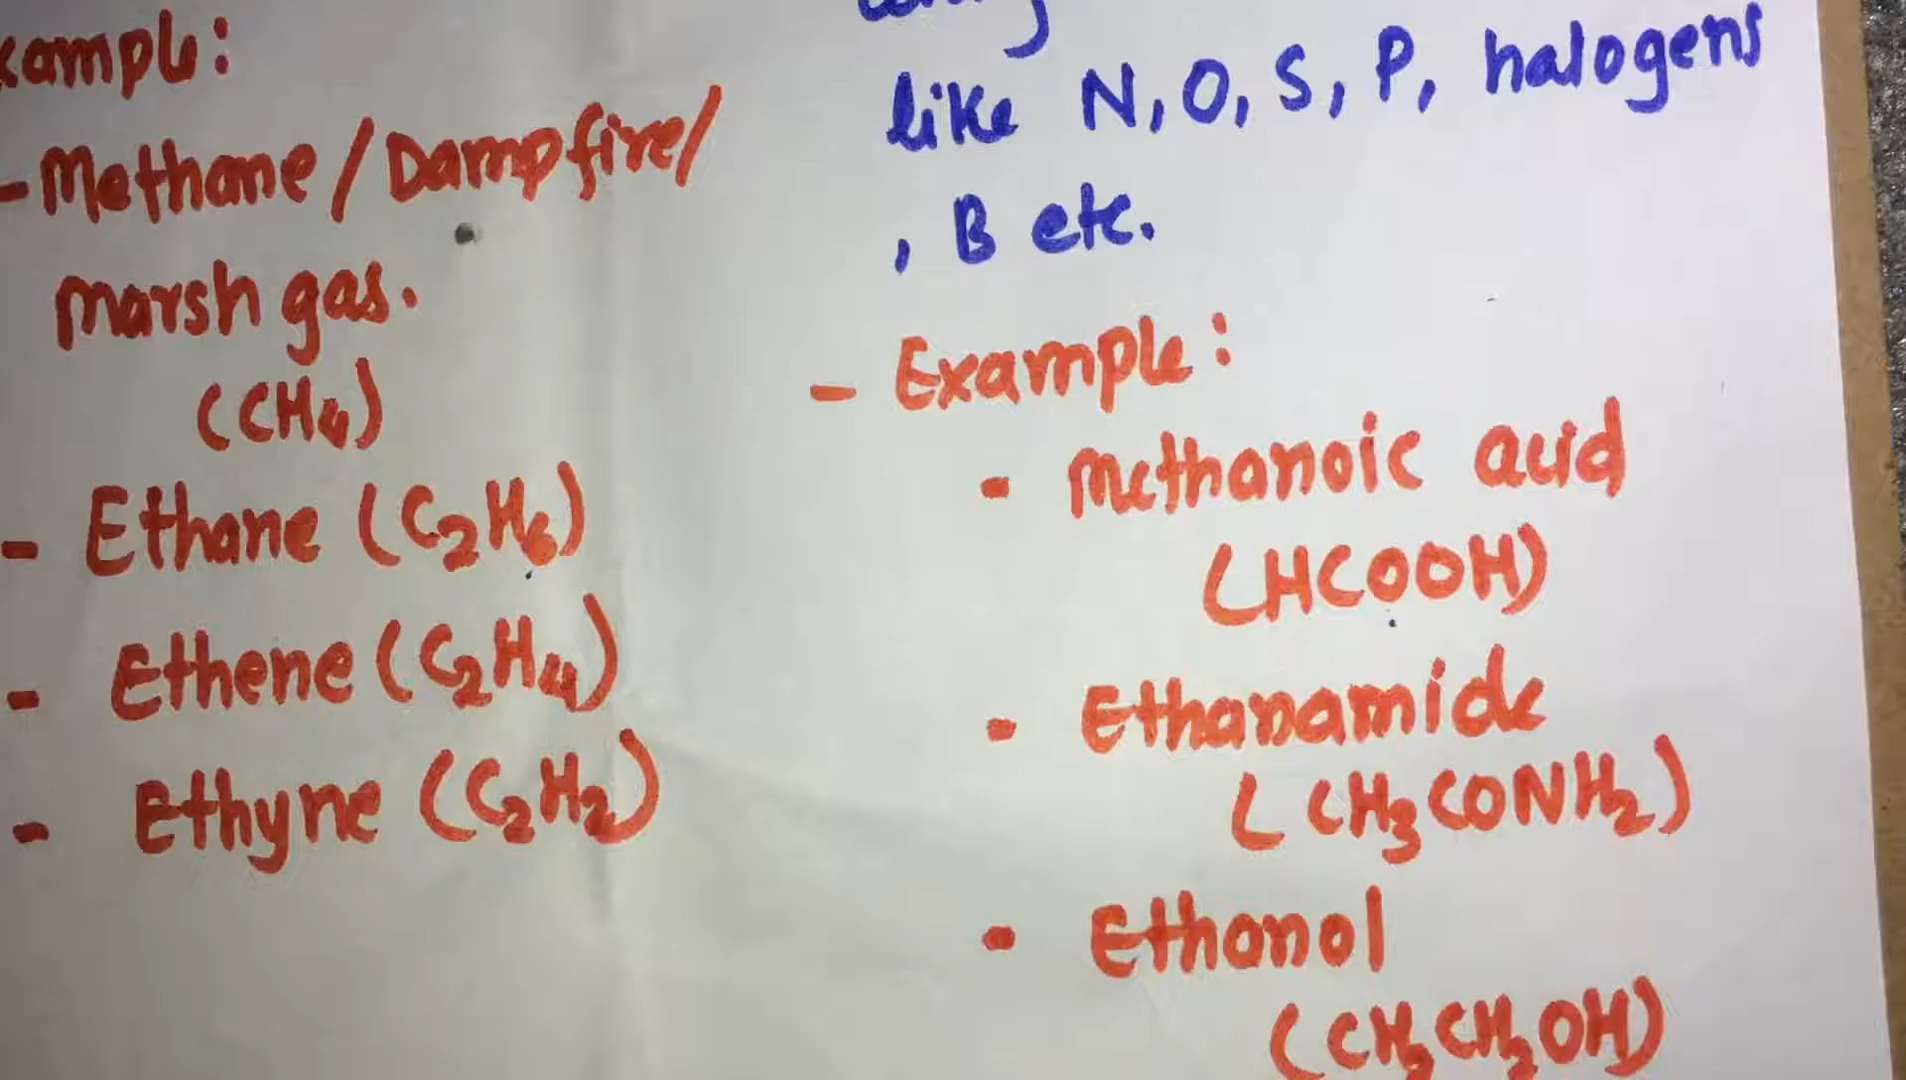 xample:
-Methane/Dampfire/
marsh gas.
(CH₄)
- Ethane (C₂H₆)
- Ethene (C₂H₄)
- Ethyne (C₂H₂)
like N, O, S, P, halogens
, B etc.
- Example:
- Methanoic acid
(HCOOH)
- Ethanamide
(CH₃CONH₂)
- Ethanol
(CH₃CH₂OH)